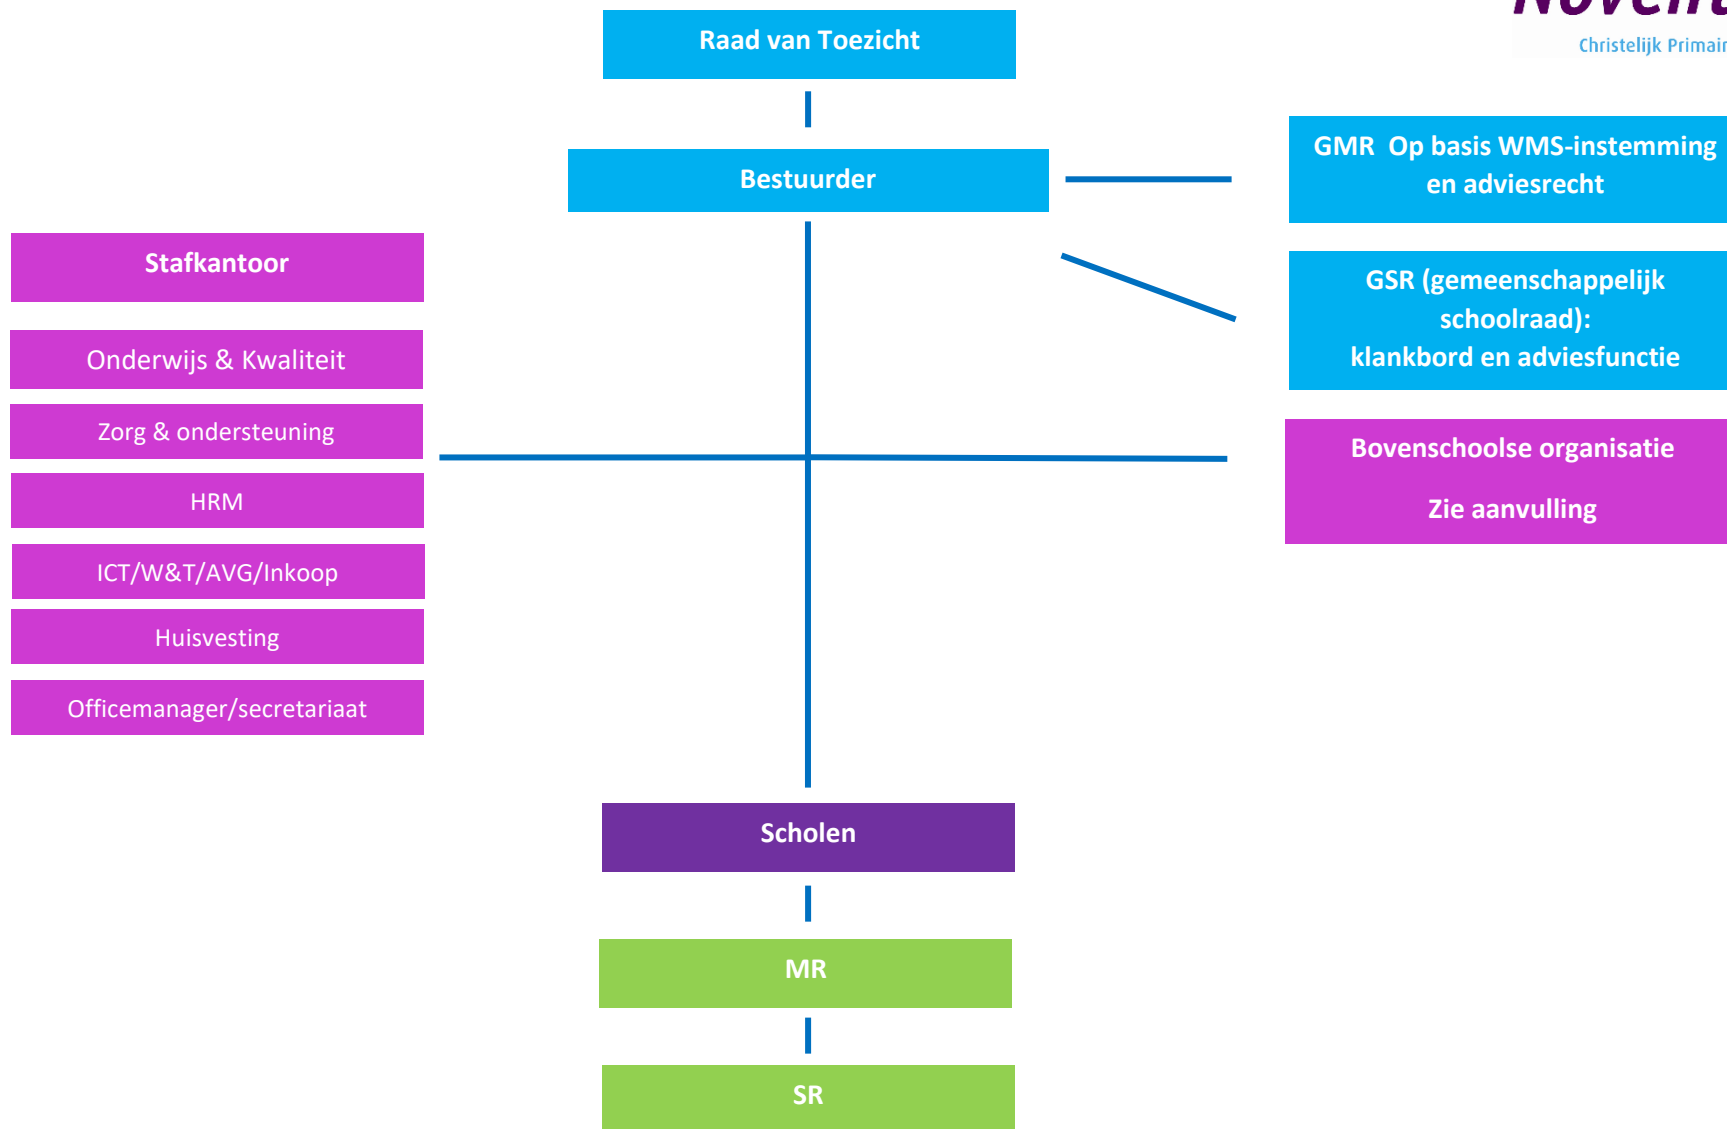 Raad van Toezicht
Christelijk Primair
Bestuurder
GMR Op basis WMS-instemming
en adviesrecht
Stafkantoor
Onderwijs & Kwaliteit
Zorg & ondersteuning
HRM
ICT/W&T/AVG/Inkoop
Huisvesting
Officemanager/secretariaat
GSR (gemeenschappelijk
schoolraad):
klankbord en adviesfunctie
Bovenschoolse organisatie
Zie aanvulling
Scholen
MR
SR